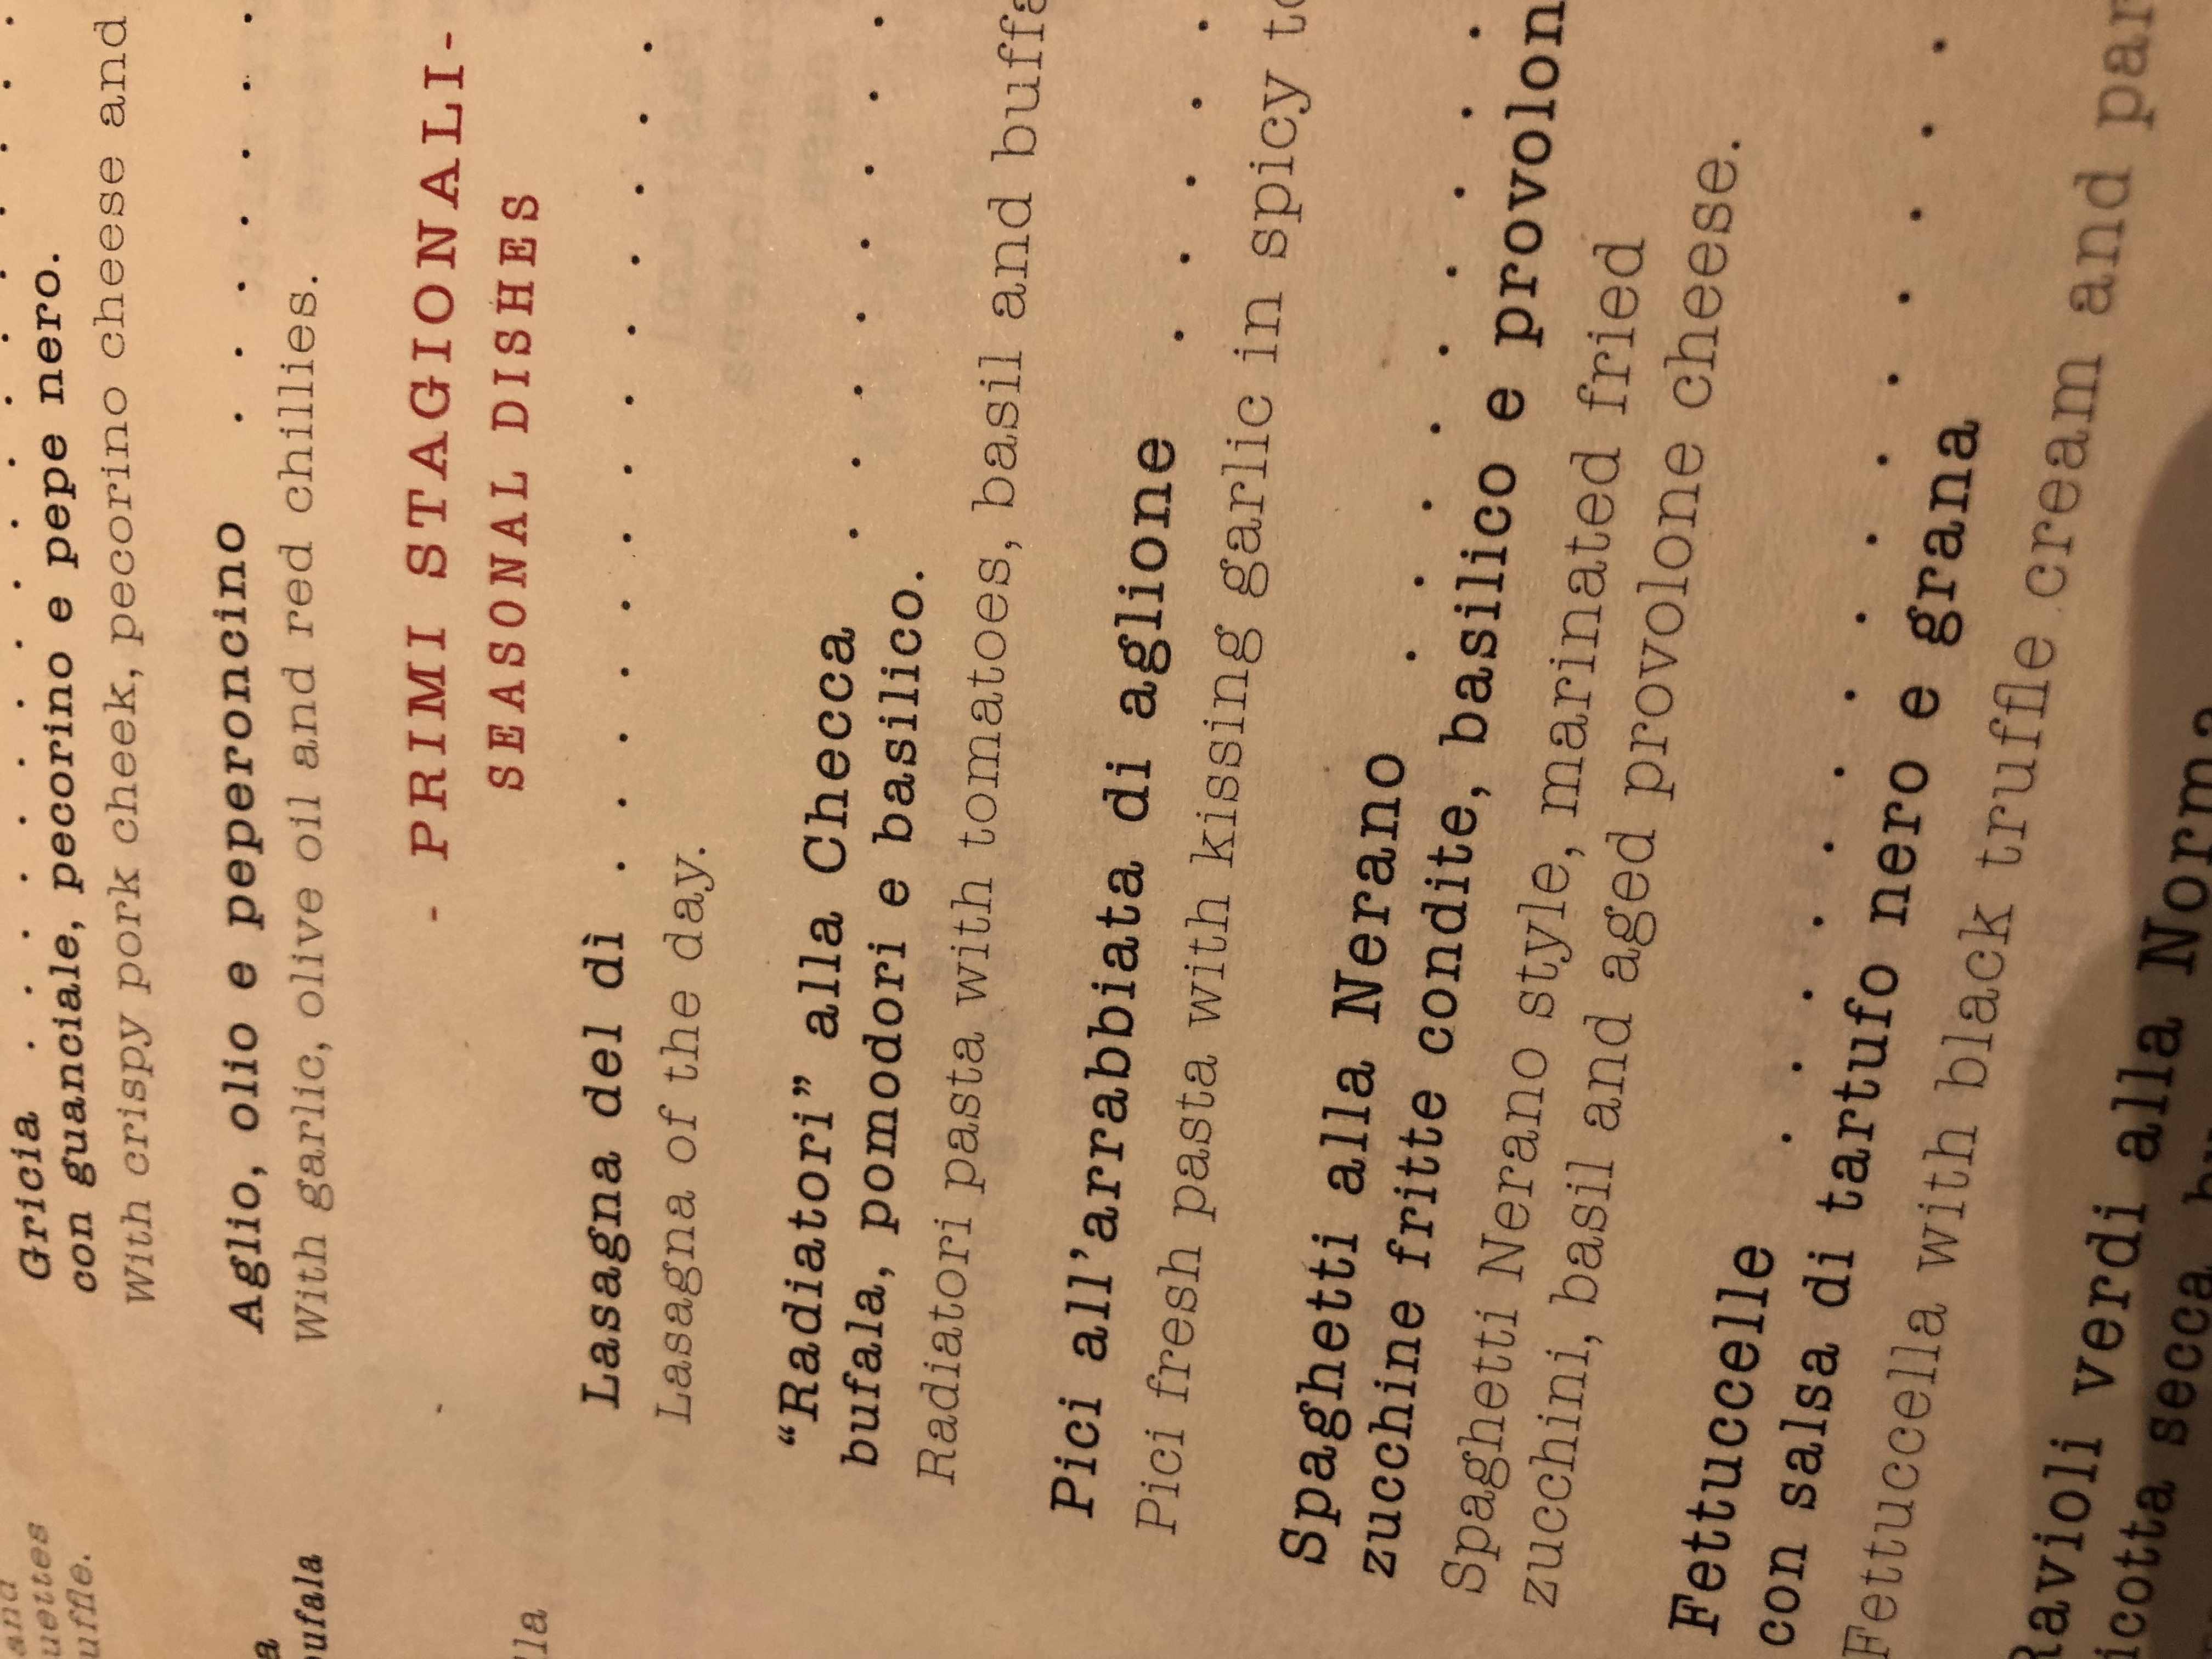 and
uettes
uffle.
a
bufala
lla
Gricia . . . . . . . . . . . . . . . . .
con guanciale, pecorino e pepe nero.
With crispy pork cheek, pecorino cheese and
Aglio, olio e peperoncino . . . . . . .
With garlic, olive oil and red chillies.
- PRIMI STAGIONALI-
SEASONAL DISHES
Lasagna del dì . . . . . . . . . . . . .
Lasagna of the day.
“Radiatori” alla Checca . . . . . . . .
bufala, pomodori e basilico.
Radiatori pasta with tomatoes, basil and buffa
Pici all’arrabbiata di aglione . . . . .
Pici fresh pasta with kissing garlic in spicy to
Spaghetti alla Nerano . . . . . . . . .
zucchine fritte condite, basilico e provolon
Spaghetti Nerano style, marinated fried
zucchini, basil and aged provolone cheese.
Fettuccelle . . . . . . . . . . . . . . .
con salsa di tartufo nero e grana
Fettuccella with black truffle cream and par
Ravioli verdi alla Norma
icotta secca